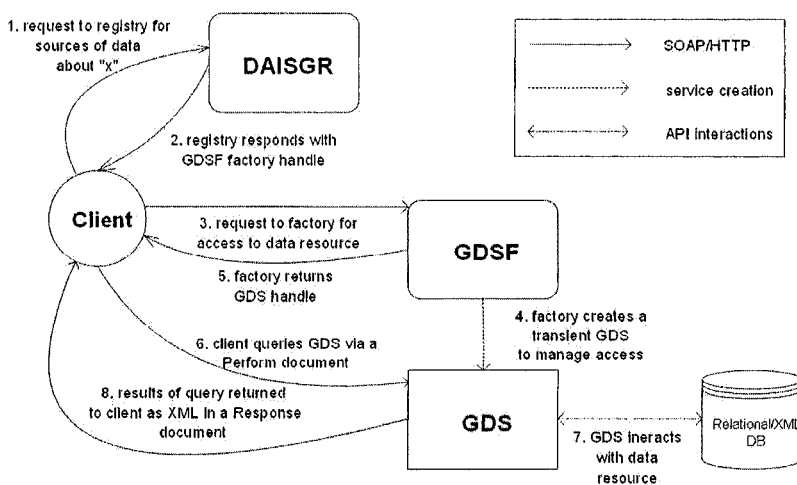 1. request to registry for
sources of data
about "x"
DAISGR
SOAP/HTTP
service creation
API interactions
2. registry responds with
GDSF factory handle
Client
3. request to factory for
access to data resource
GDSF
5. factory returns
GDS handle
4. factory creates a
transient GDS
to manage access
6. client queries GDS via a
Perform document
8. results of query returned
to client as XML in a Response
document
GDS
7. GDS ineracts
with data
resource
Relational/XML
DB